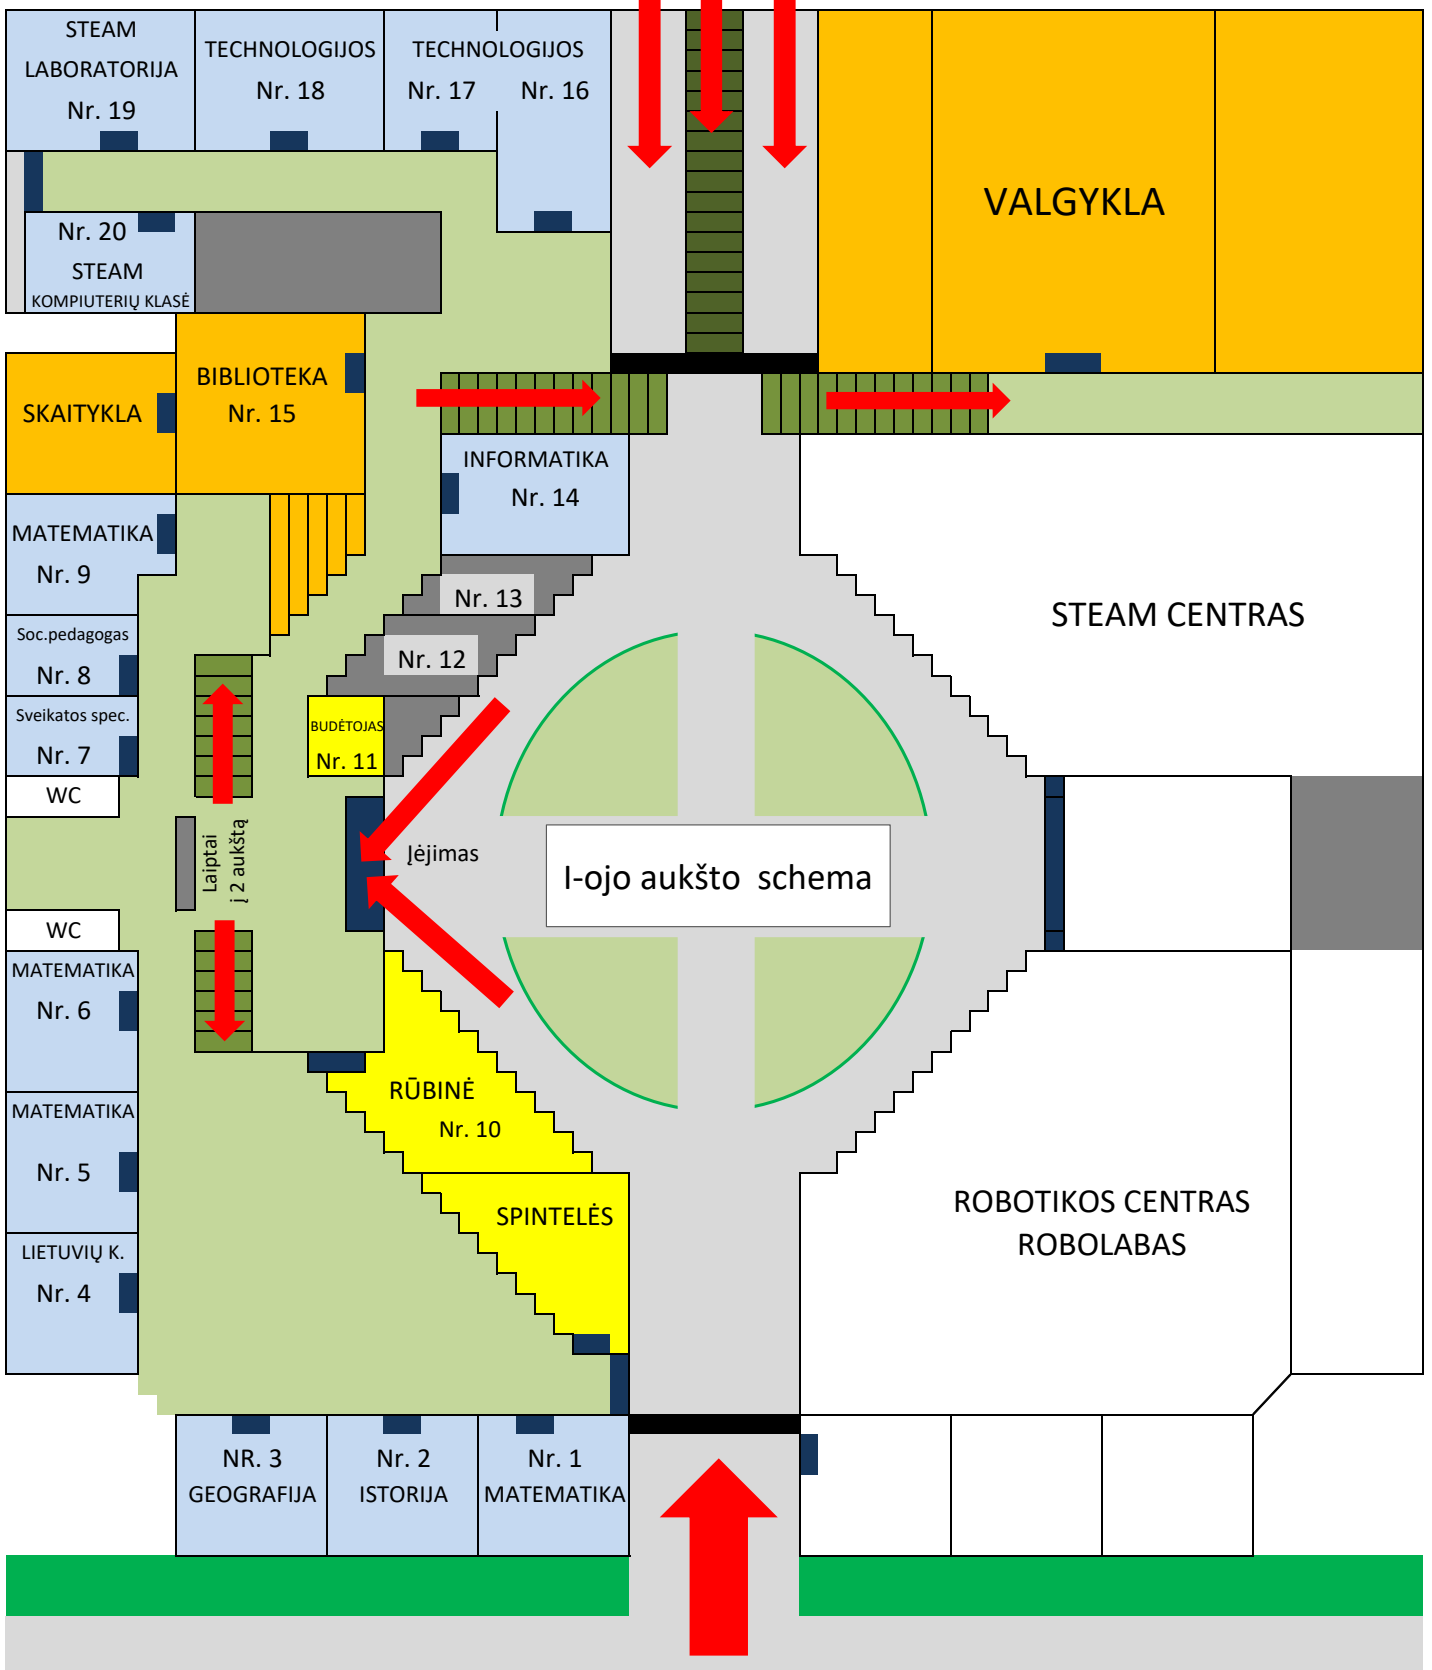 STEAM
LABORATORIJA
Nr. 19
TECHNOLOGIJOS
Nr. 18
TECHNOLOGIJOS
Nr. 17 Nr. 16
VALGYKLA
Nr. 20
STEAM
KOMPIUTERIŲ KLASĖ
BIBLIOTEKA
Nr. 15
SKAITYKLA
INFORMATIKA
Nr. 14
MATEMATIKA
Nr. 9
Nr. 13
STEAM CENTRAS
Soc.pedagogas
Nr. 8
Nr. 12
Sveikatos spec.
Nr. 7
BUDĖTOJAS
Nr. 11
WC
Laiptai
į 2 aukštą
Įėjimas
I-ojo aukšto schema
WC
MATEMATIKA
Nr. 6
RŪBINĖ
Nr. 10
MATEMATIKA
Nr. 5
SPINTELĖS
ROBOTIKOS CENTRAS
ROBOLABAS
LIETUVIŲ K.
Nr. 4
NR. 3
GEOGRAFIJA
Nr. 2
ISTORIJA
Nr. 1
MATEMATIKA